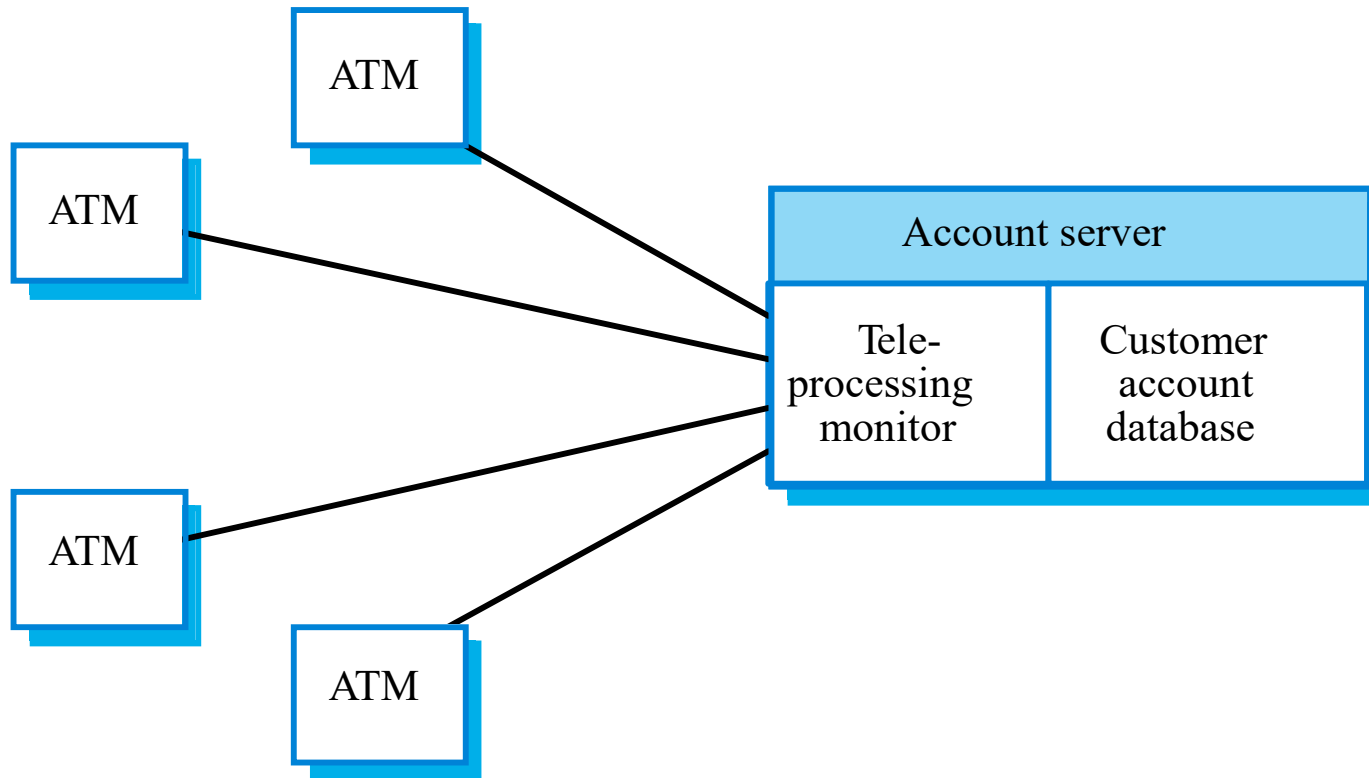 ATM
ATM
Account server
Tele-
processing
monitor
Customer
account
database
ATM
ATM